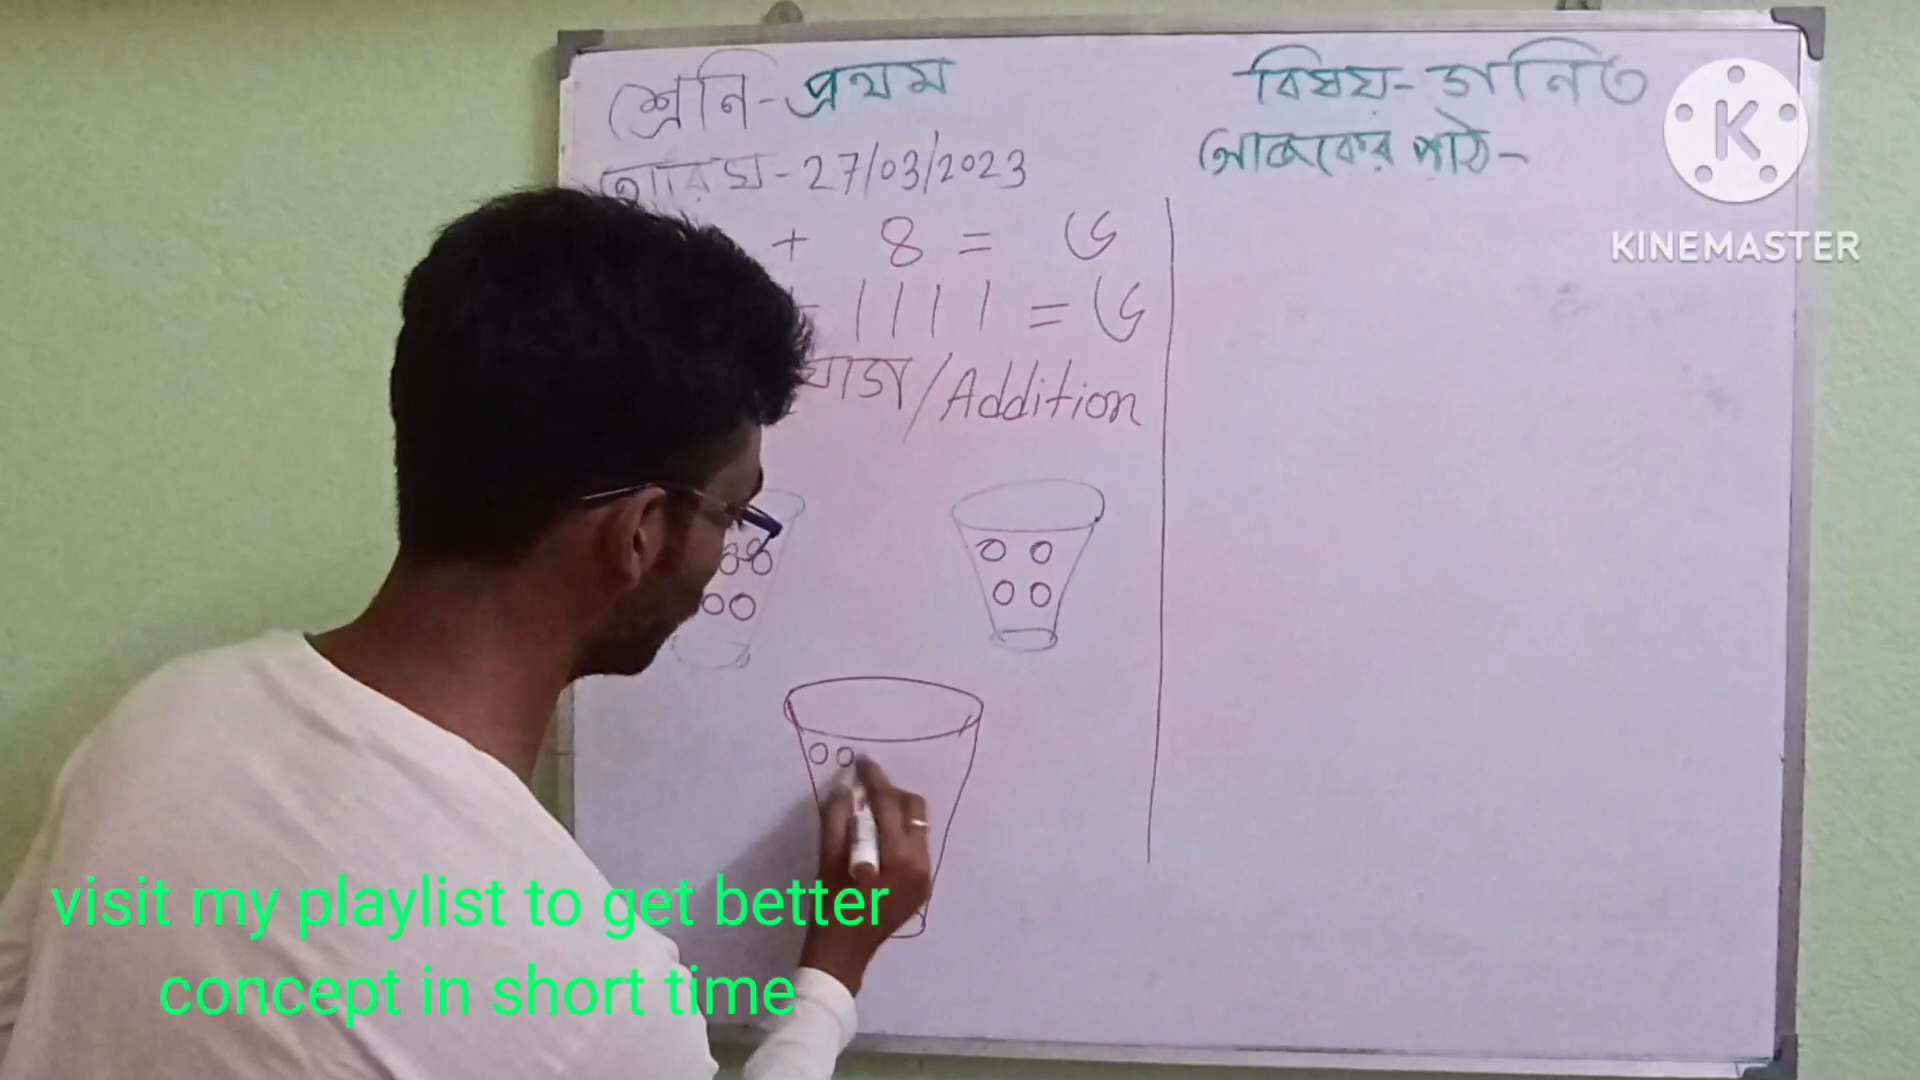 শ্রেনি-প্রথম
বিষয়-গনিত
তারিখ-27/03/2023
আজকের পাঠ-
+ ৪ = ৬
1111 = ৬
যোগ/Addition
K
KINEMASTER
visit my playlist to get better
concept in short time